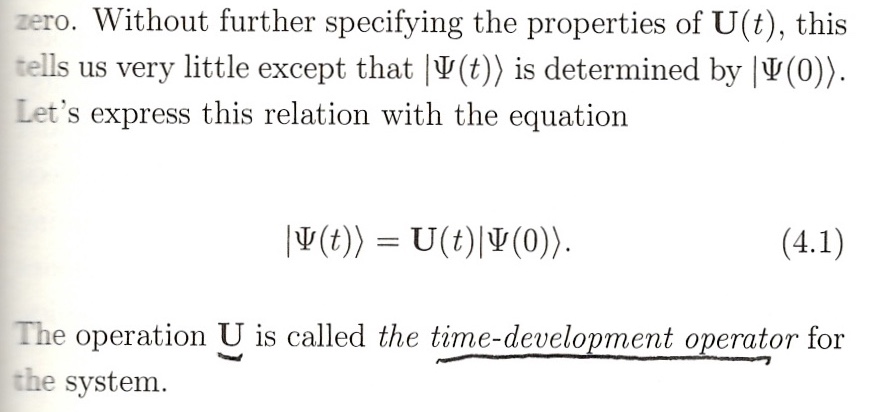 zero. Without further specifying the properties of U(t), this
tells us very little except that |Ψ(t)⟩ is determined by |Ψ(0)⟩.
Let's express this relation with the equation
|Ψ(t)⟩ = U(t)|Ψ(0)⟩. (4.1)
The operation U is called the time-development operator for
the system.